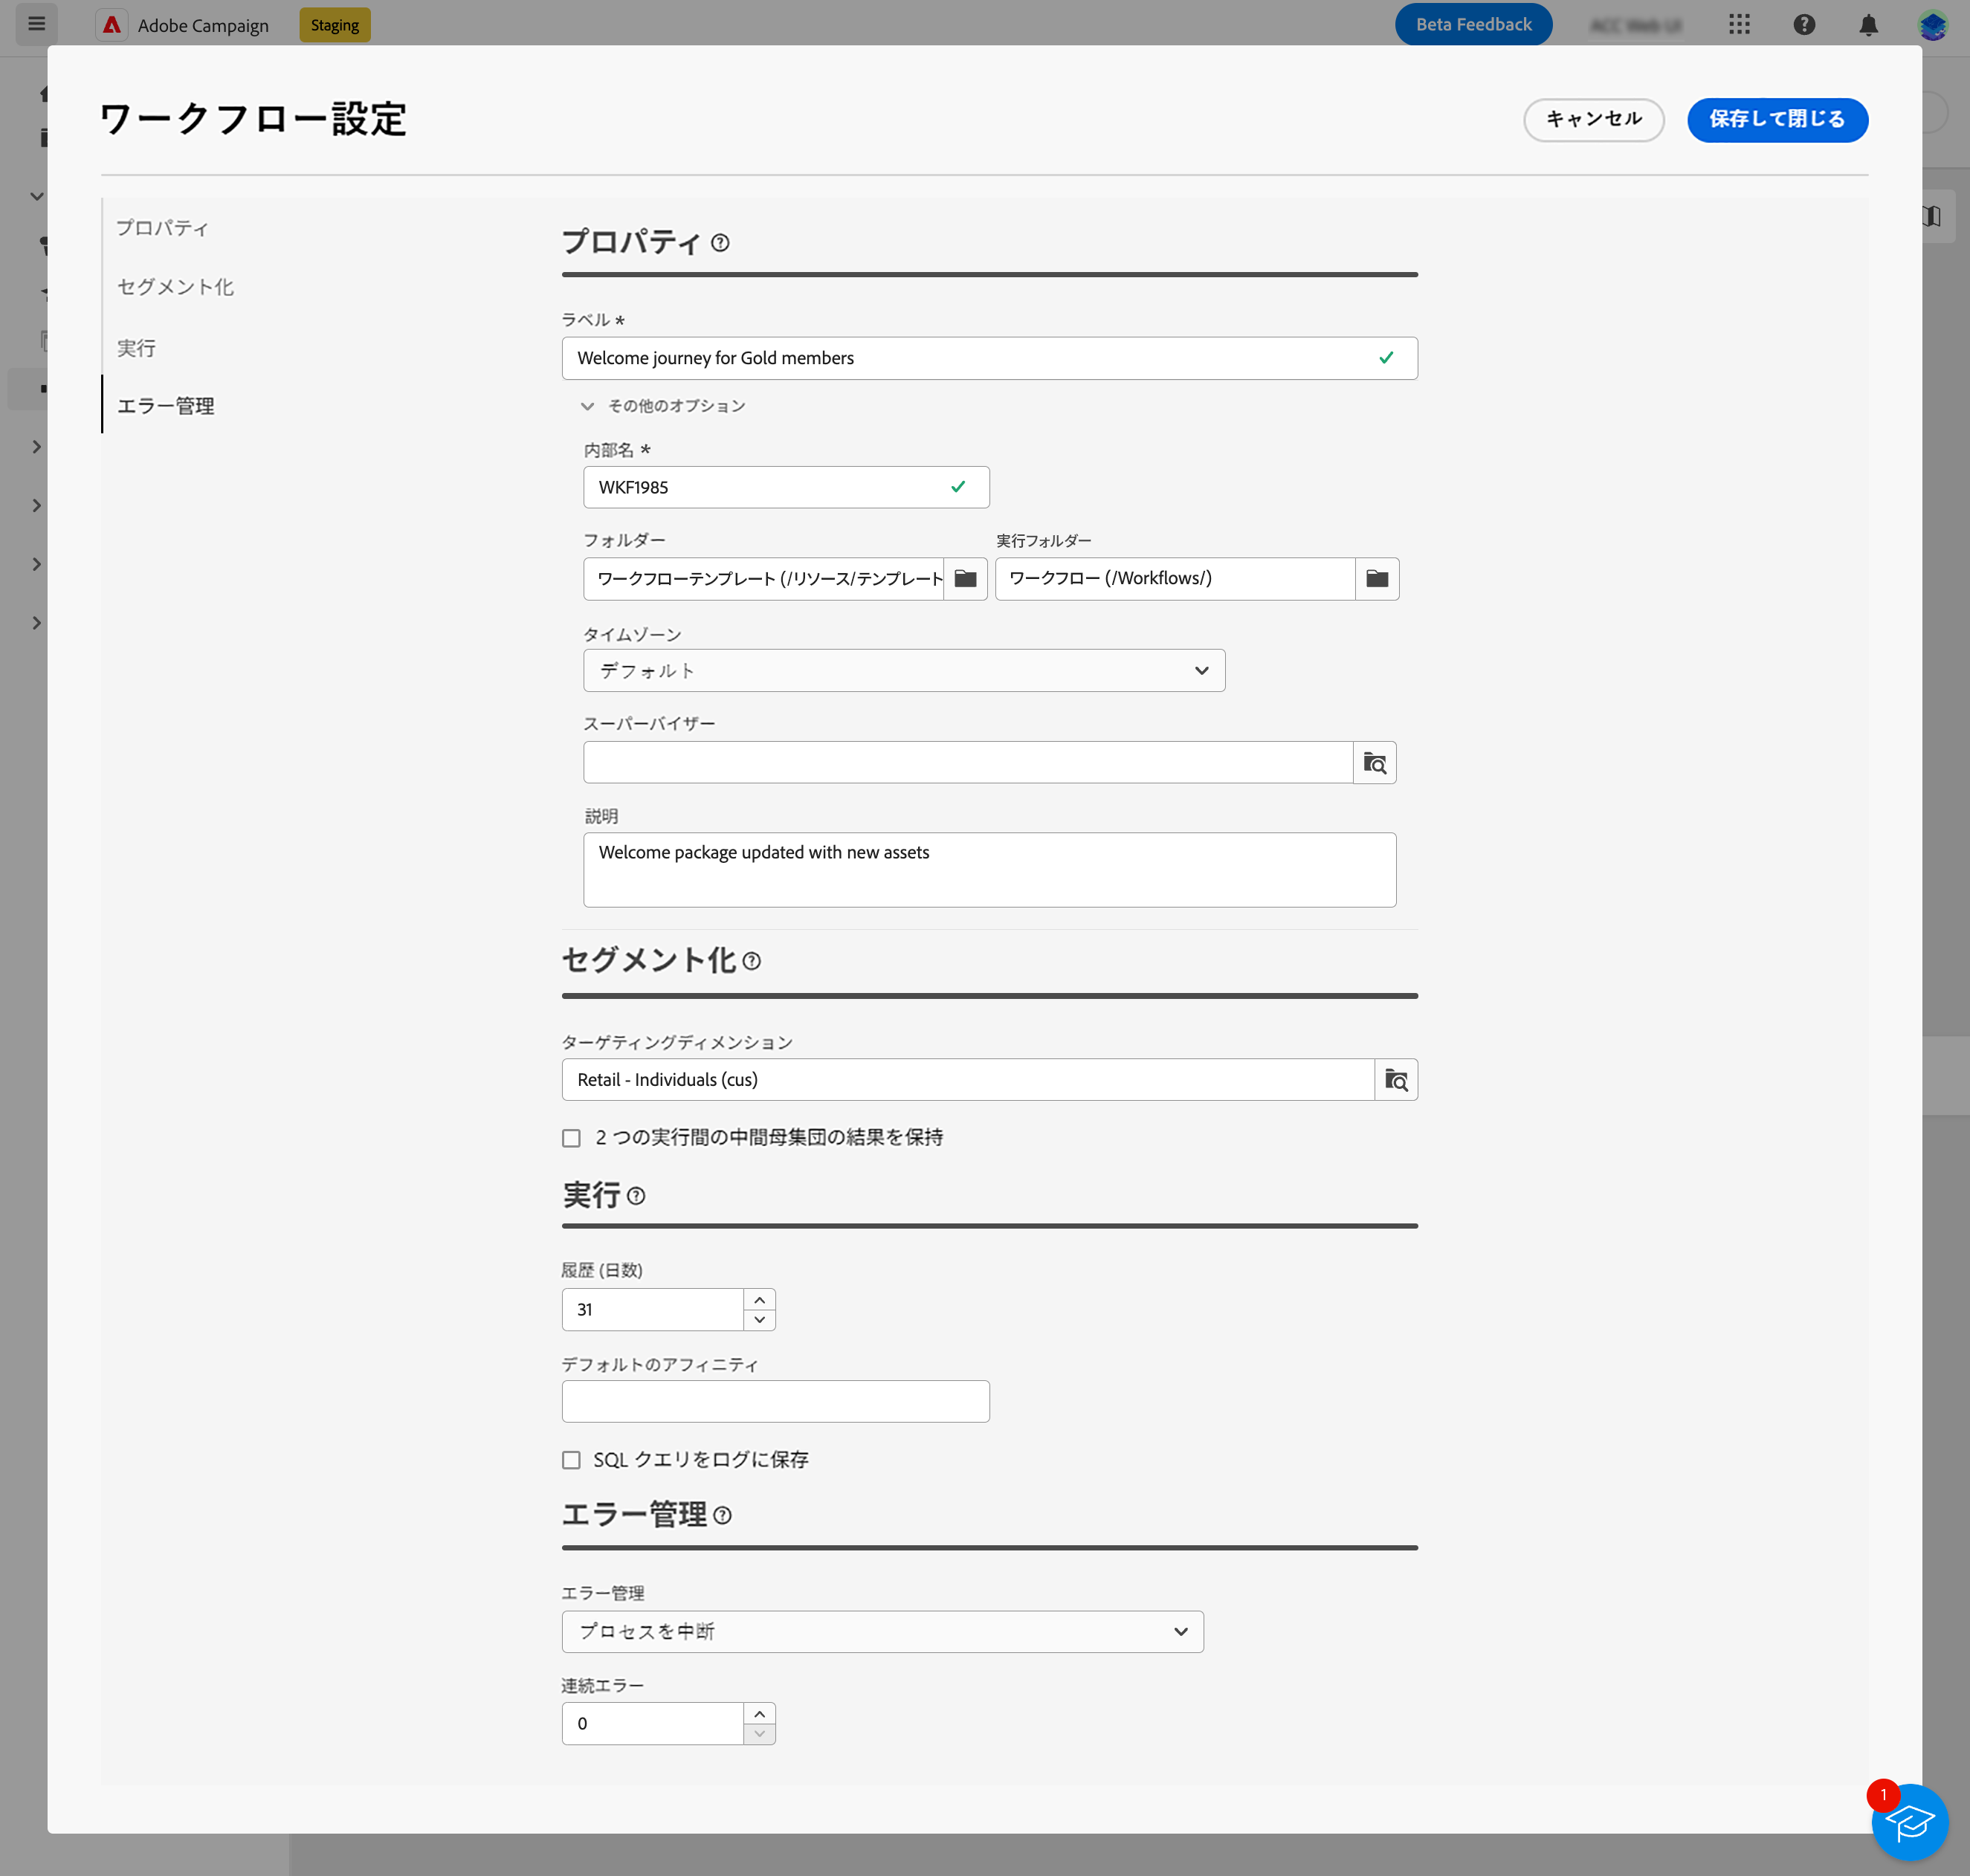 Adobe Campaign
Staging
Beta Feedback
ワークフロー設定
キャンセル
保存して閉じる
プロパティ
セグメント化
実行
エラー管理
プロパティ
ラベル *
Welcome journey for Gold members
その他のオプション
内部名 *
WKF1985
フォルダー
実行フォルダー
ワークフローテンプレート (/リソース/テンプレート
ワークフロー (/Workflows/)
タイムゾーン
デフォルト
スーパーバイザー
説明
Welcome package updated with new assets
セグメント化
ターゲティングディメンション
Retail - Individuals (cus)
2 つの実行間の中間母集団の結果を保持
実行
履歴 (日数)
31
デフォルトのアフィニティ
SQL クエリをログに保存
エラー管理
エラー管理
プロセスを中断
連続エラー
0
1